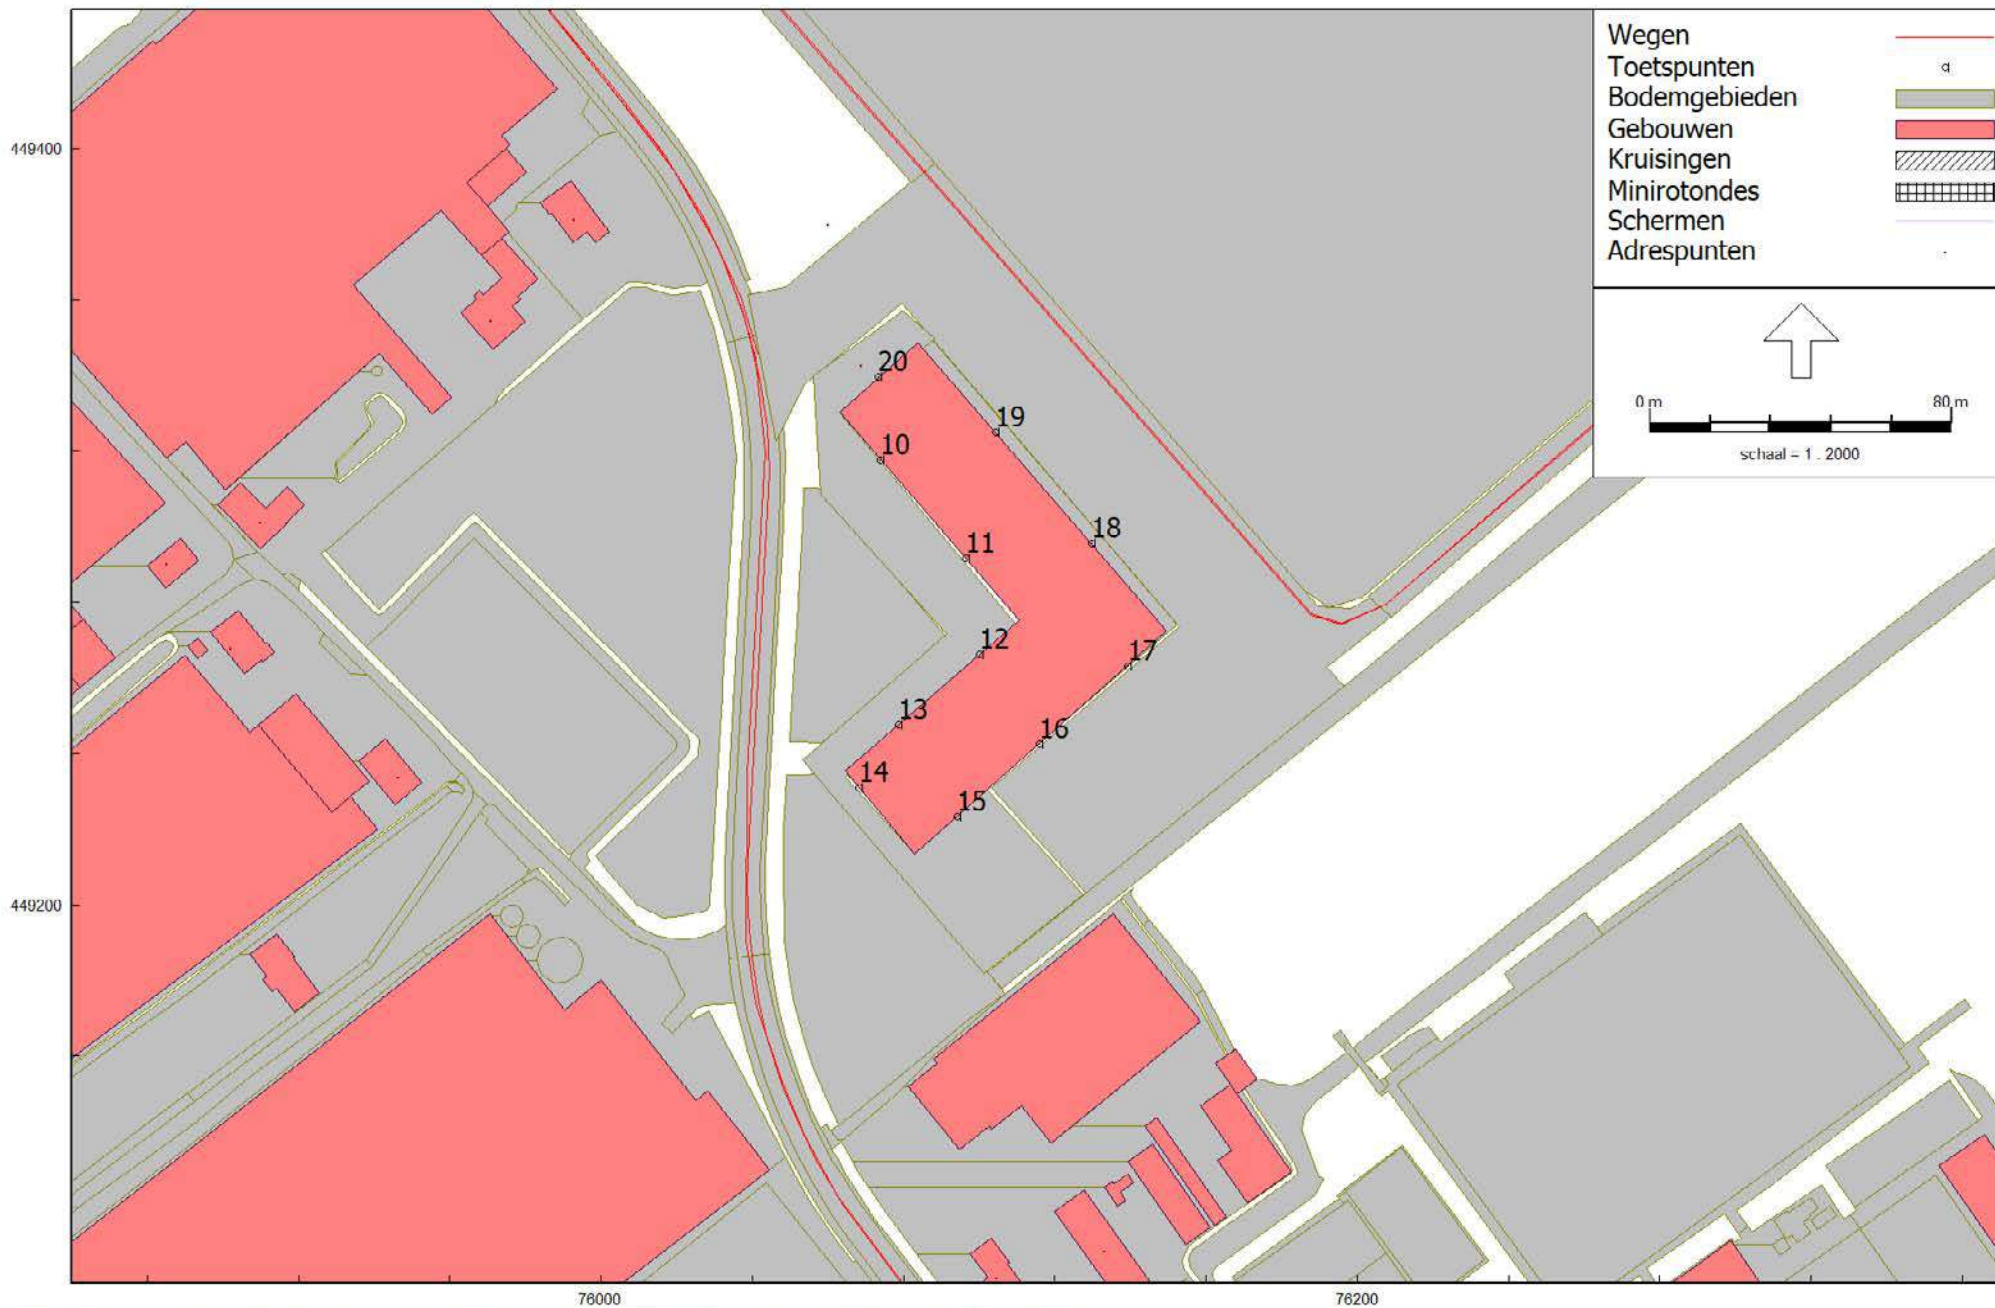 Wegen
Toetspunten
Bodemgebieden
Gebouwen
Kruisingen
Minirotondes
Schermen
Adrespunten
0 m 80 m
schaal = 1 : 2000
449400
20
19
10
18
11
12
17
13
16
14
15
449200
76000 76200